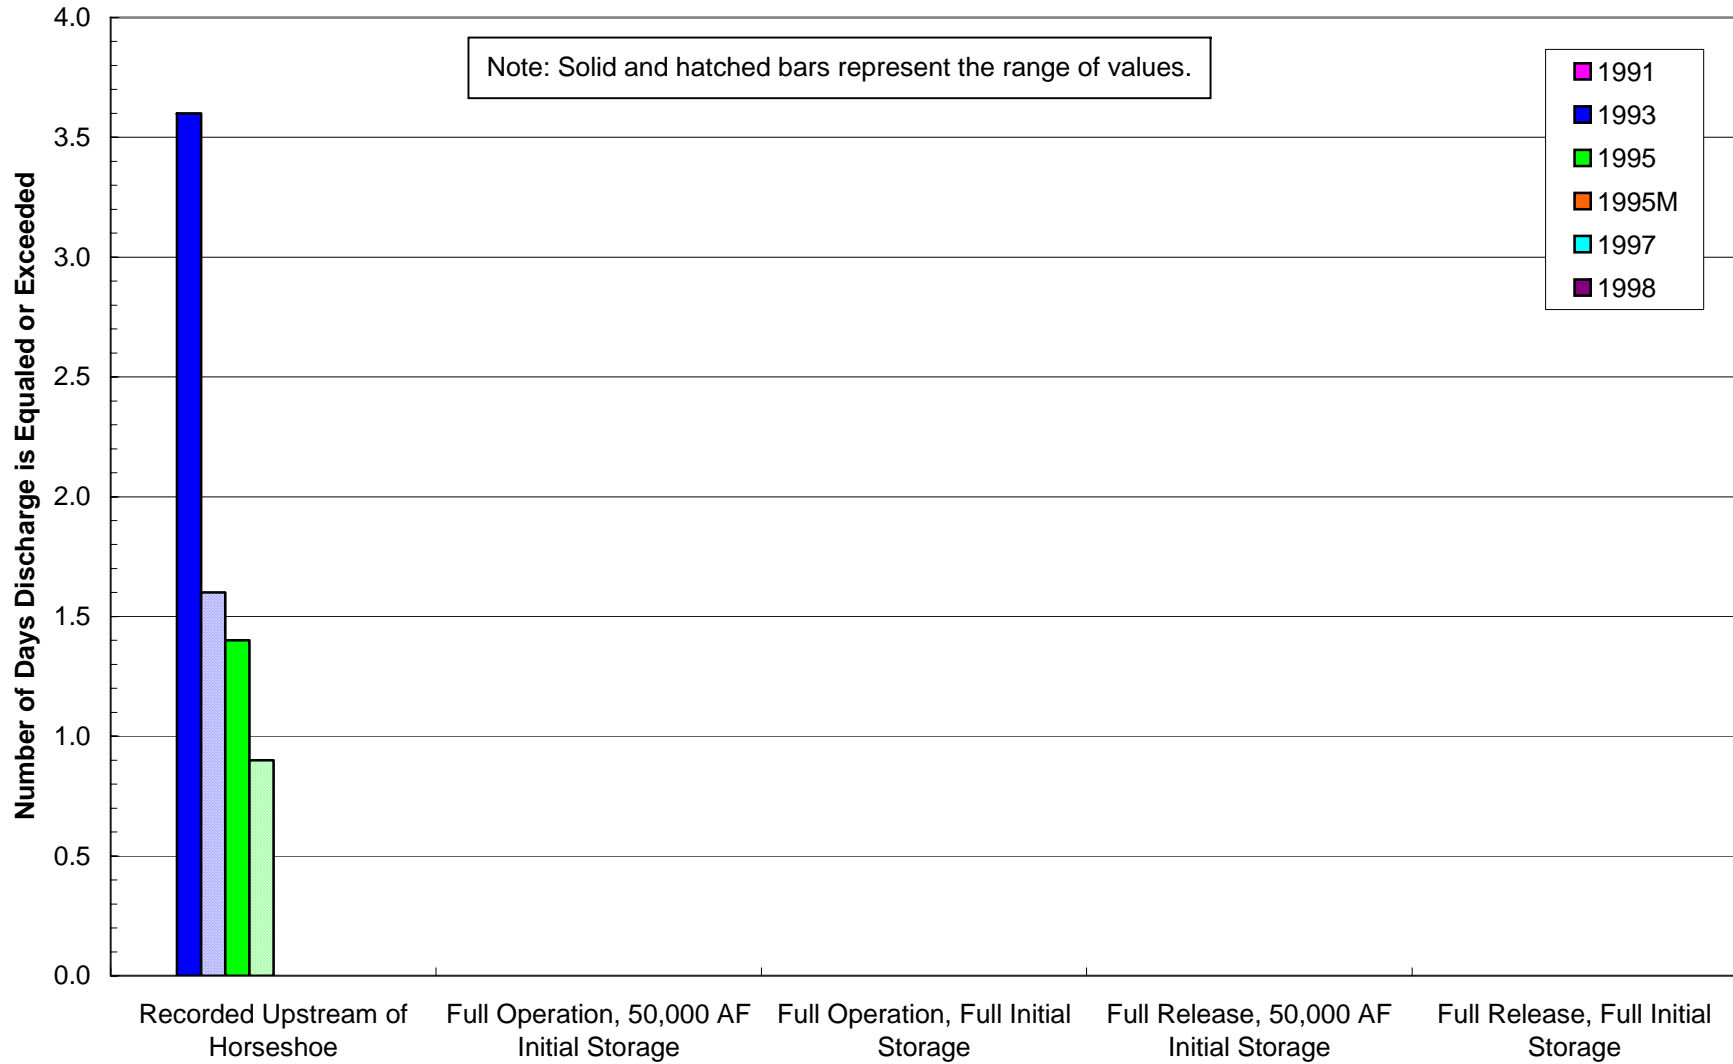 Note: Solid and hatched bars represent the range of values.
1991
1993
1995
1995M
1997
1998
Number of Days Discharge is Equaled or Exceeded
4.0
3.5
3.0
2.5
2.0
1.5
1.0
0.5
0.0
Recorded Upstream of
Horseshoe
Full Operation, 50,000 AF
Initial Storage
Full Operation, Full Initial
Storage
Full Release, 50,000 AF
Initial Storage
Full Release, Full Initial
Storage